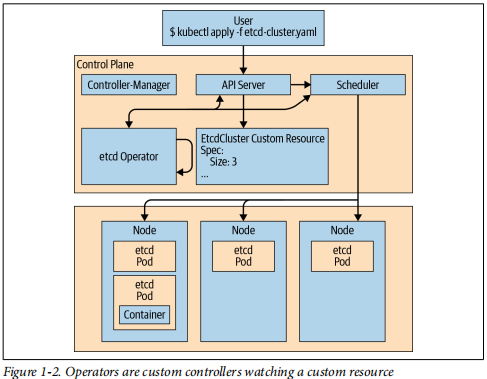 User
$ kubectl apply -f etcd-cluster.yaml
Control Plane
Controller-Manager
API Server
Scheduler
etcd Operator
EtcdCluster Custom Resource
Spec:
Size: 3
...
Node
etcd
Pod
etcd
Pod
Container
Node
etcd
Pod
Node
etcd
Pod
Figure 1-2. Operators are custom controllers watching a custom resource